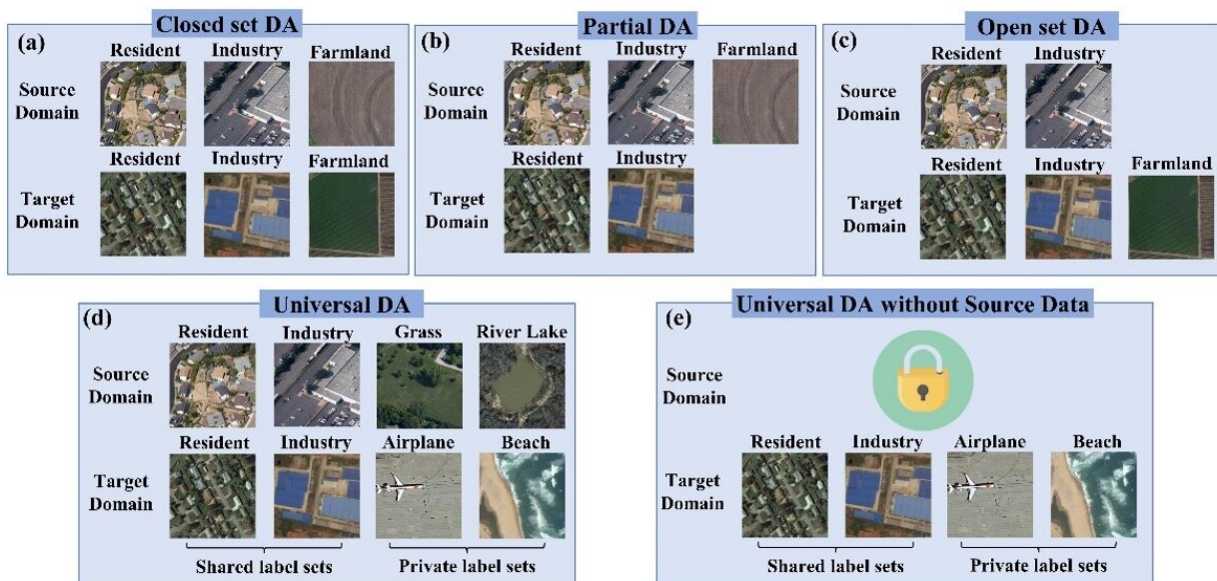 Closed set DA
(a)
Resident Industry Farmland
Source
Domain
Resident Industry Farmland
Target
Domain
Partial DA
(b)
Resident Industry Farmland
Source
Domain
Resident Industry
Target
Domain
Open set DA
(c)
Resident Industry
Source
Domain
Resident Industry Farmland
Target
Domain
Universal DA
(d)
Resident Industry Grass River Lake
Source
Domain
Resident Industry Airplane Beach
Target
Domain
Shared label sets Private label sets
Universal DA without Source Data
(e)
Source
Domain
Resident Industry Airplane Beach
Target
Domain
Shared label sets Private label sets